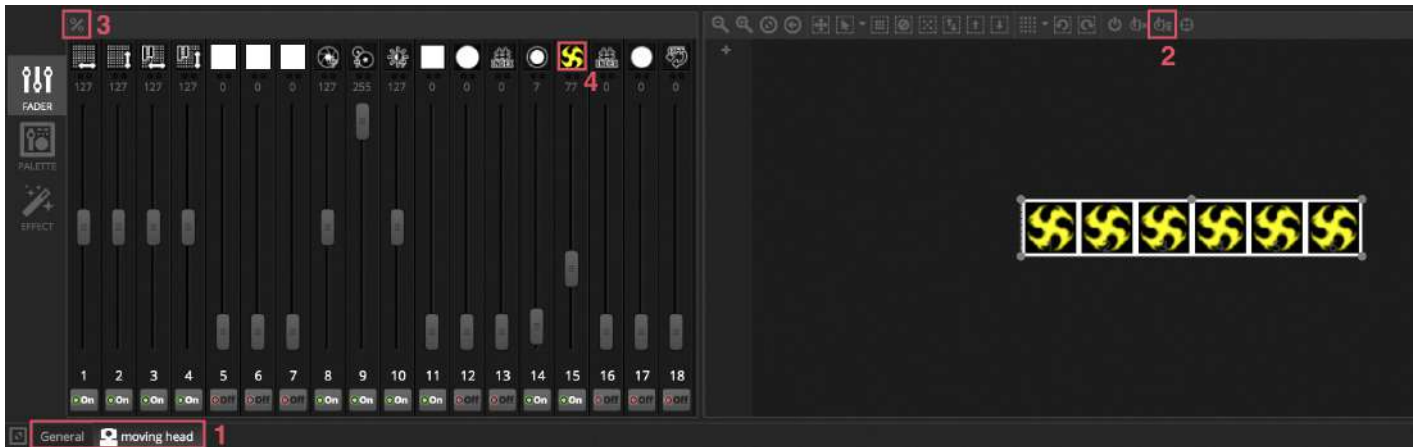 % 3
2
INDEX INDEX
4
127 127 127 127 0 0 0 127 255 127 0 0 0 7 77 0 0 0
FADER
PALETTE
EFFECT
1 2 3 4 5 6 7 8 9 10 11 12 13 14 15 16 17 18
On On On On Off Off Off On On On On Off Off On On Off Off Off
General moving head 1